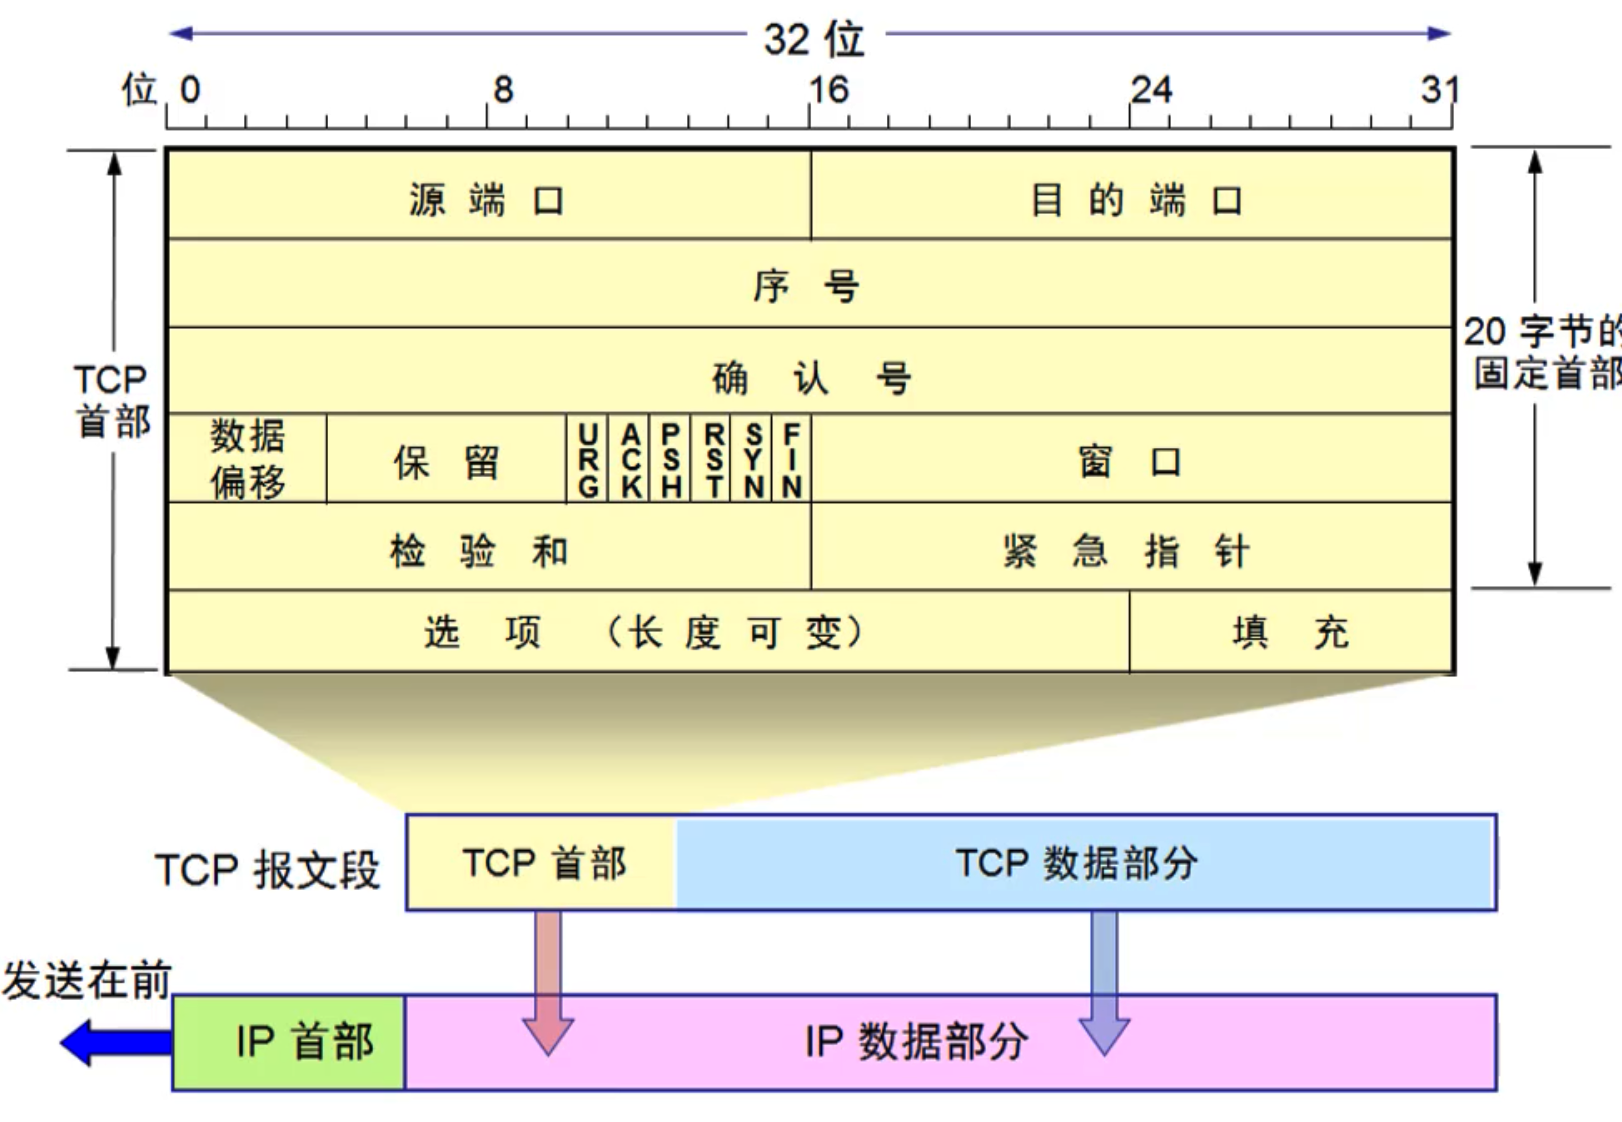 32 位
位 0 8 16 24 31
源 端 口
目 的 端 口
序 号
确 认 号
TCP
首部
20 字节的
固定首部
数据
偏移
保 留
URG
ACK
PSH
RST
SYN
FIN
窗 口
检 验 和
紧 急 指 针
选 项 （长 度 可 变）
填 充
TCP 报文段
TCP 首部
TCP 数据部分
发送在前
IP 首部
IP 数据部分